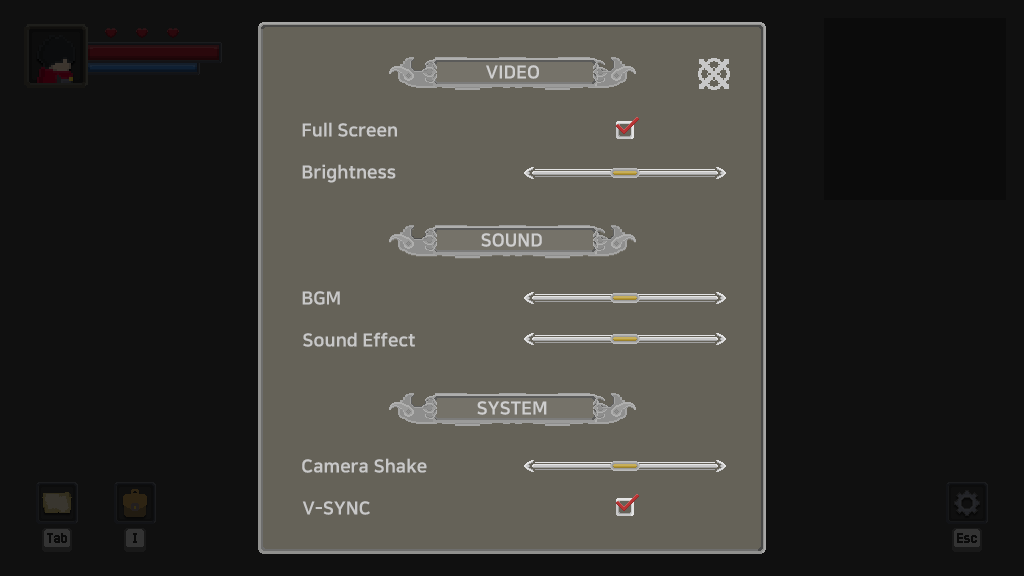 VIDEO
Full Screen
Brightness
SOUND
BGM
Sound Effect
SYSTEM
Camera Shake
V-SYNC
Tab
I
Esc